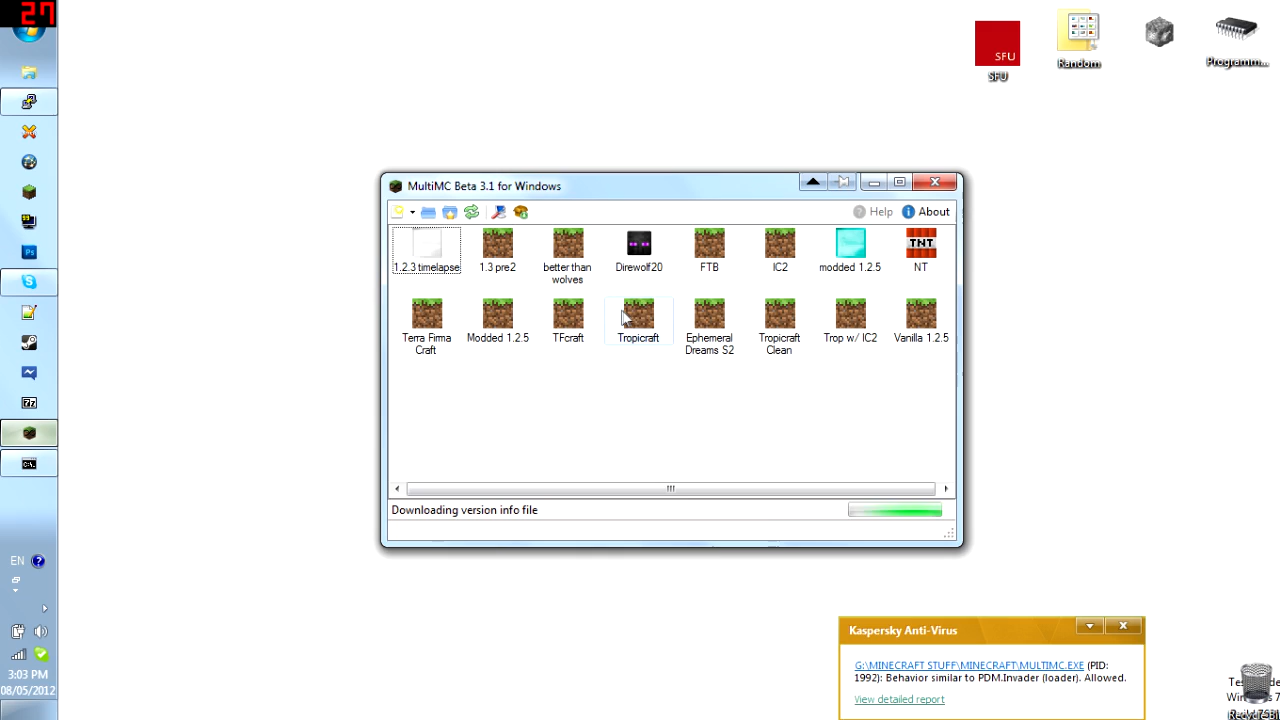 27
SFU
SFU
Random
Programm...
MultiMC Beta 3.1 for Windows
Help
About
1.2.3 timelapse
1.3 pre2
better than
wolves
Direwolf20
FTB
IC2
modded 1.2.5
TNT
NT
Terra Firma
Craft
Modded 1.2.5
TFcraft
Tropicraft
Ephemeral
Dreams S2
Tropicraft
Clean
Trop w/ IC2
Vanilla 1.2.5
Downloading version info file
Ps
7z
C:\.
EN
3:03 PM
08/05/2012
Kaspersky Anti-Virus
G:\MINECRAFT STUFF\MINECRAFT\MULTIMC.EXE (PID:
1992): Behavior similar to PDM.Invader (loader). Allowed.
View detailed report